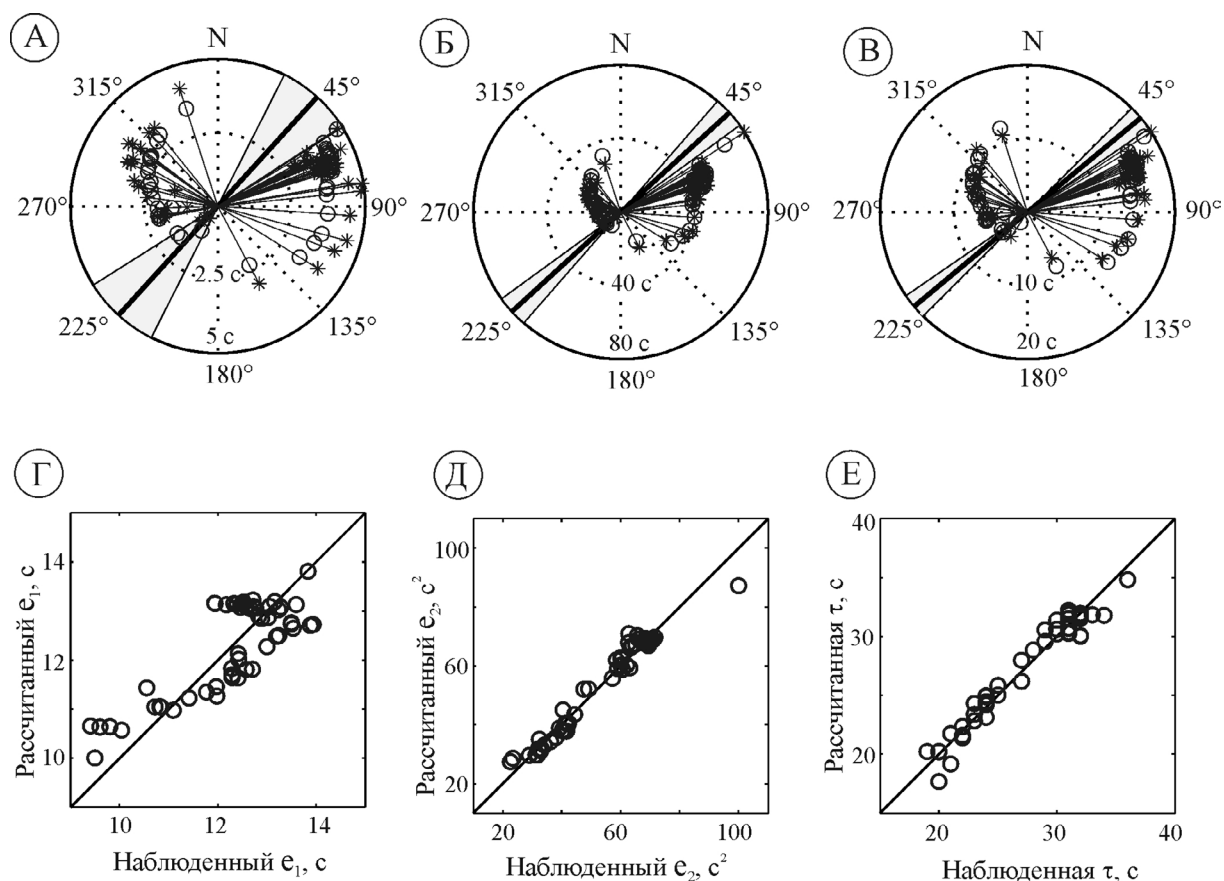 А
N
315°
45°
270°
90°
2.5 с
225°
135°
5 с
180°
Б
N
315°
45°
270°
90°
40 с
225°
135°
80 с
180°
В
N
315°
45°
270°
90°
10 с
225°
135°
20 с
180°
Г
Рассчитанный e₁, с
14
12
10
10
12
14
Наблюденный e₁, с
Д
Рассчитанный e₂, с²
100
60
20
20
60
100
Наблюденный e₂, с²
Е
Рассчитанная τ, с
40
30
20
20
30
40
Наблюденная τ, с